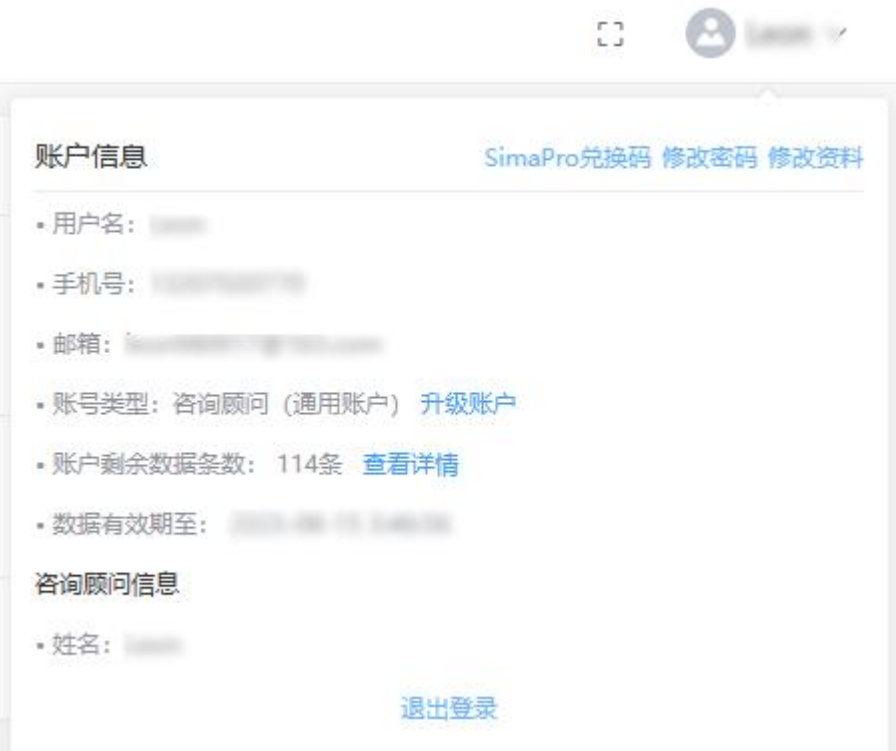 账户信息 SimaPro兑换码 修改密码 修改资料
▪ 用户名：
▪ 手机号：
▪ 邮箱：
▪ 账号类型：咨询顾问（通用账户） 升级账户
▪ 账户剩余数据条数： 114条 查看详情
▪ 数据有效期至：
咨询顾问信息
▪ 姓名：
退出登录